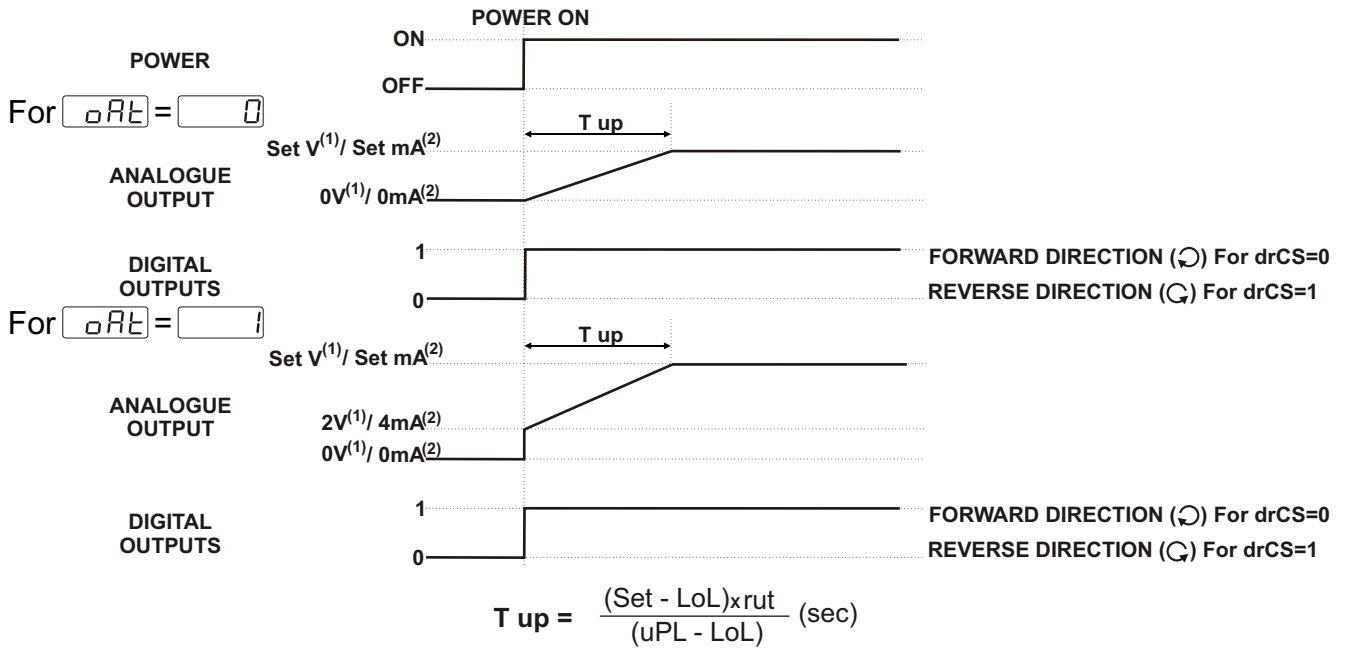 POWER ON
ON
POWER
OFF
For oAt = 0
T up
Set V(1)/ Set mA(2)
ANALOGUE
OUTPUT
0V(1)/ 0mA(2)
1
DIGITAL
OUTPUTS
0
FORWARD DIRECTION (↻) For drCS=0
REVERSE DIRECTION (↺) For drCS=1
For oAt = 1
T up
Set V(1)/ Set mA(2)
ANALOGUE
OUTPUT
2V(1)/ 4mA(2)
0V(1)/ 0mA(2)
1
DIGITAL
OUTPUTS
0
FORWARD DIRECTION (↻) For drCS=0
REVERSE DIRECTION (↺) For drCS=1
T up = (Set - LoL)xrut (sec)
(uPL - LoL)